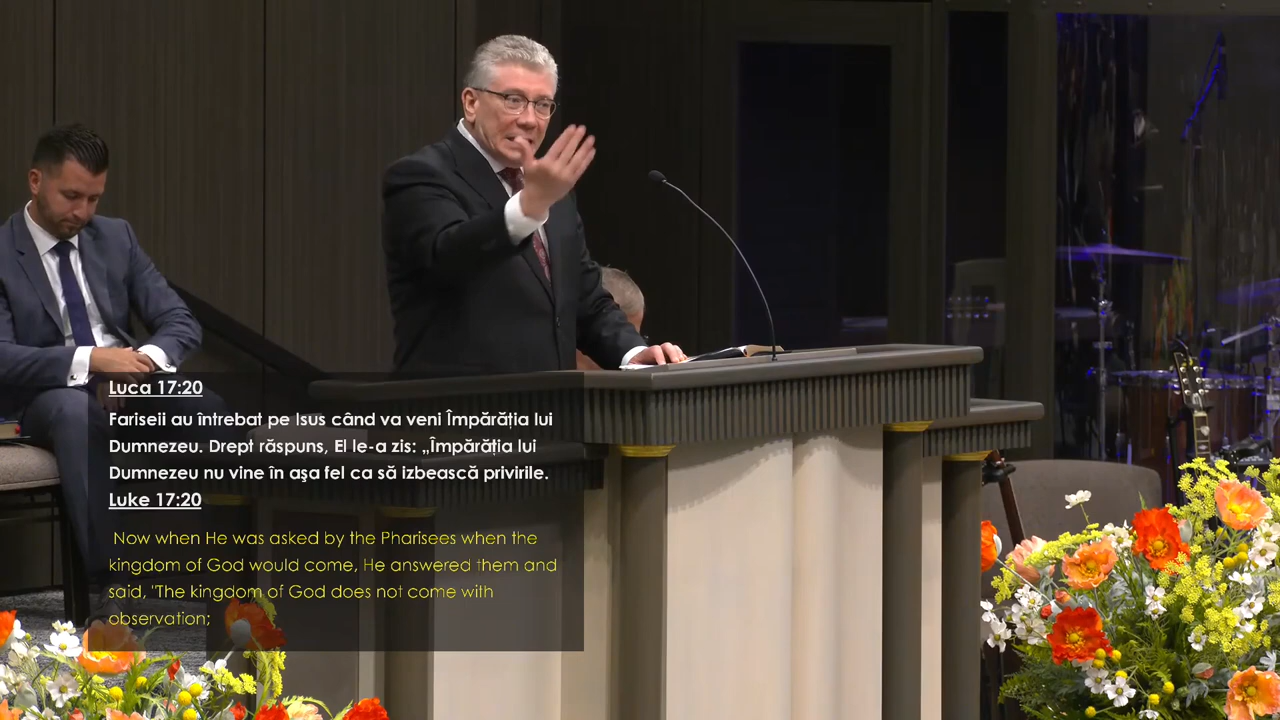 Luca 17:20
Fariseii au întrebat pe Isus când va veni Împărăția lui
Dumnezeu. Drept răspuns, El le-a zis: „Împărăția lui
Dumnezeu nu vine în aşa fel ca să izbească privirile.
Luke 17:20
Now when He was asked by the Pharisees when the
kingdom of God would come, He answered them and
said, "The kingdom of God does not come with
observation;